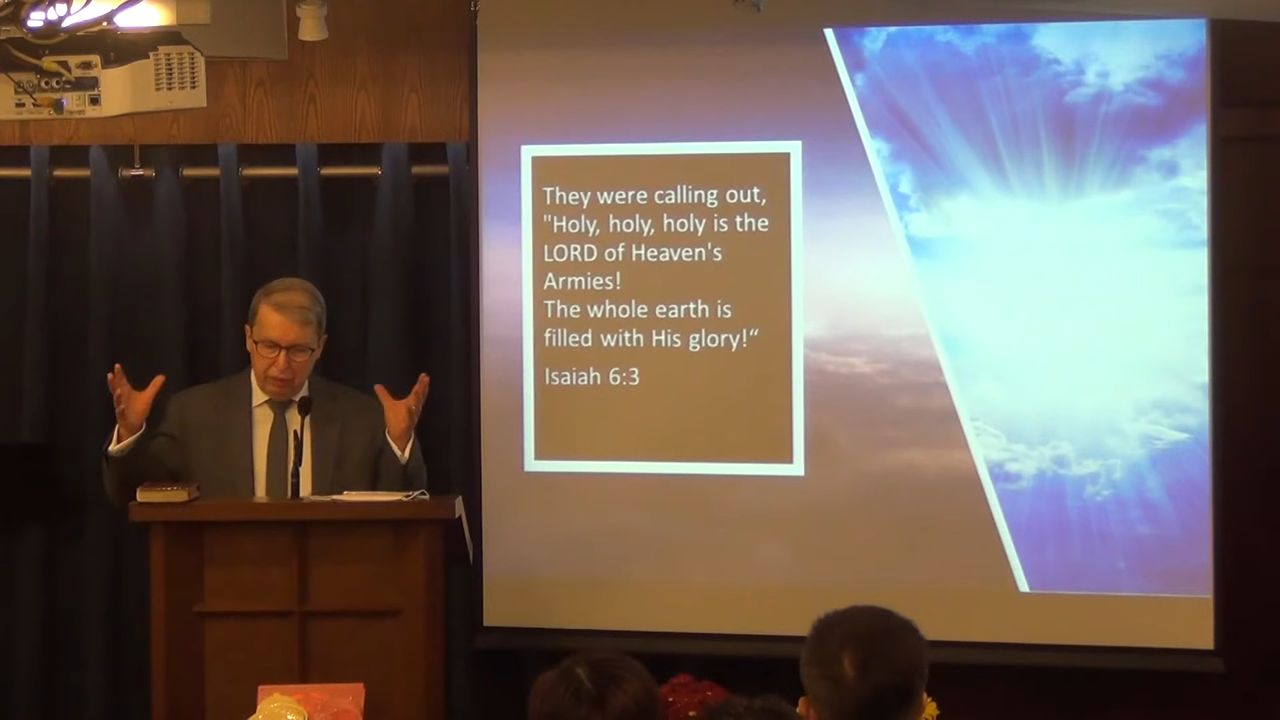 They were calling out,
"Holy, holy, holy is the
LORD of Heaven's
Armies!
The whole earth is
filled with His glory!“
Isaiah 6:3